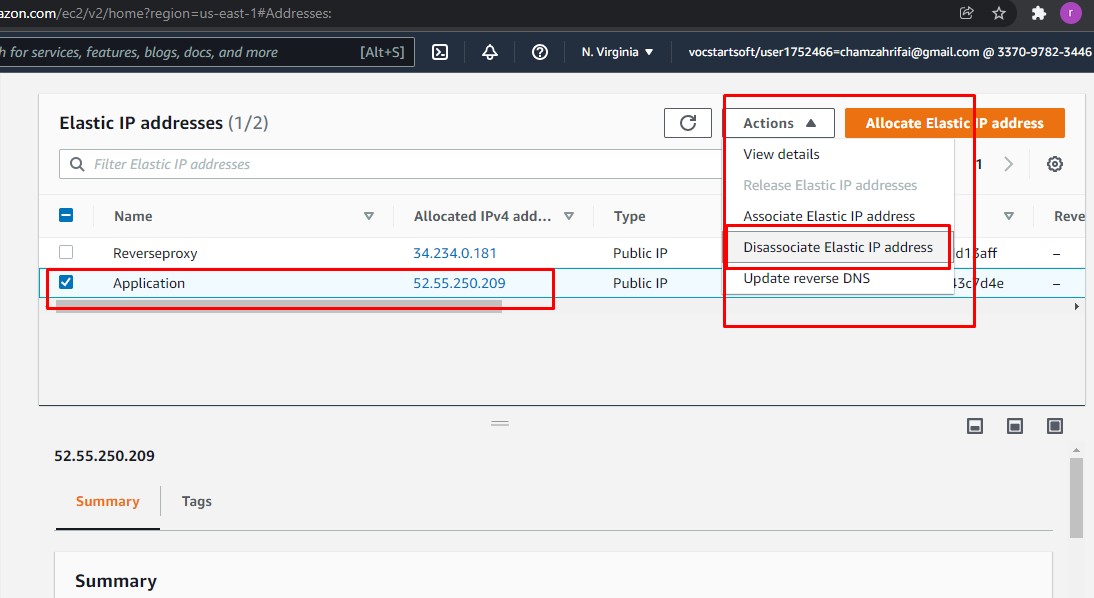 azon.com/ec2/v2/home?region=us-east-1#Addresses:
r
h for services, features, blogs, docs, and more [Alt+S]
N. Virginia ▼
vocstartsoft/user1752466=chamzahrifai@gmail.com @ 3370-9782-3446
Elastic IP addresses (1/2)
Actions ▲
Allocate Elastic IP address
Filter Elastic IP addresses
1
View details
Release Elastic IP addresses
Associate Elastic IP address
Disassociate Elastic IP address
Update reverse DNS
Name Allocated IPv4 add... Type Reve
Reverseproxy 34.234.0.181 Public IP d13aff –
Application 52.55.250.209 Public IP 43c7d4e –
52.55.250.209
Summary Tags
Summary